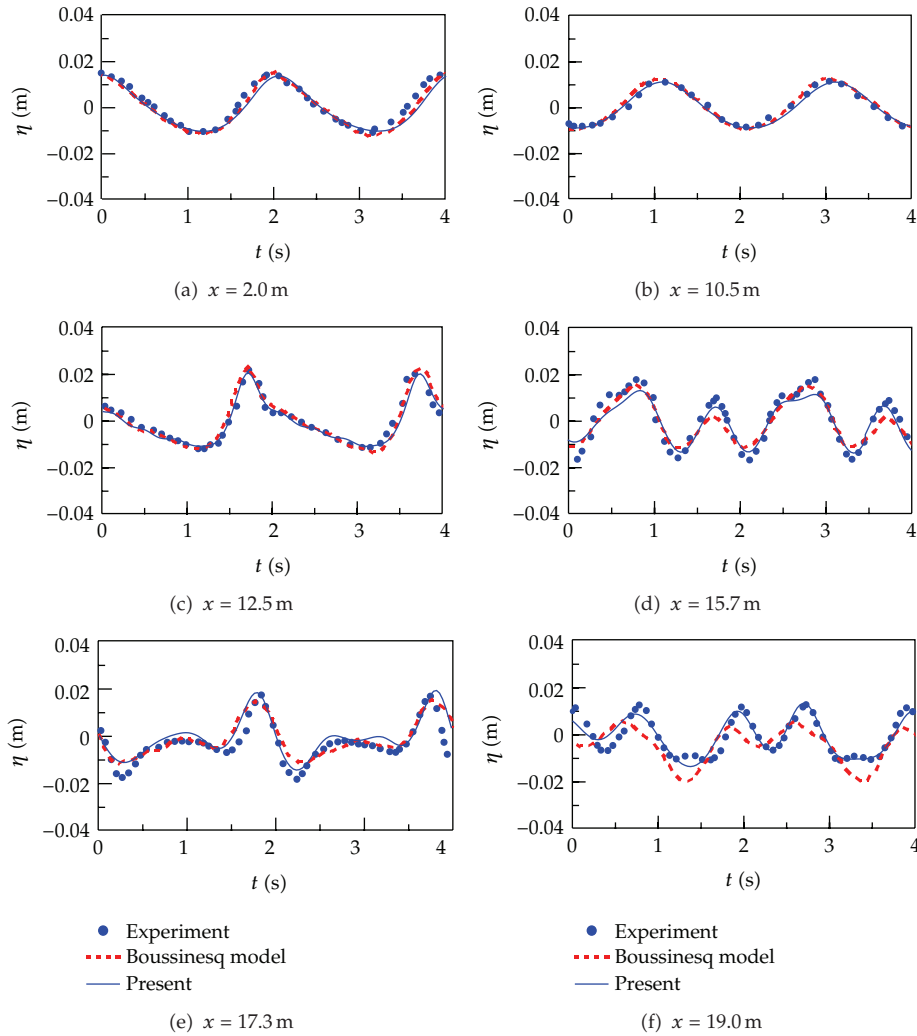 0.04
0.02
0
−0.02
−0.04
η (m)
0 1 2 3 4
t (s)
(a) x = 2.0 m
0.04
0.02
0
−0.02
−0.04
η (m)
0 1 2 3 4
t (s)
(b) x = 10.5 m
0.04
0.02
0
−0.02
−0.04
η (m)
0 1 2 3 4
t (s)
(c) x = 12.5 m
0.04
0.02
0
−0.02
−0.04
η (m)
0 1 2 3 4
t (s)
(d) x = 15.7 m
0.04
0.02
0
−0.02
−0.04
η (m)
0 1 2 3 4
t (s)
Experiment
Boussinesq model
Present
(e) x = 17.3 m
0.04
0.02
0
−0.02
−0.04
η (m)
0 1 2 3 4
t (s)
Experiment
Boussinesq model
Present
(f) x = 19.0 m